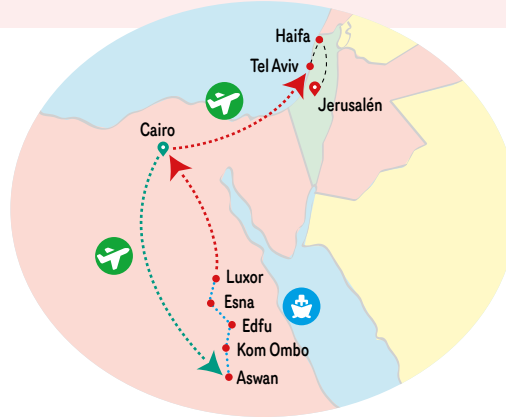 Haifa
Tel Aviv
Jerusalén
Cairo
Luxor
Esna
Edfu
Kom Ombo
Aswan